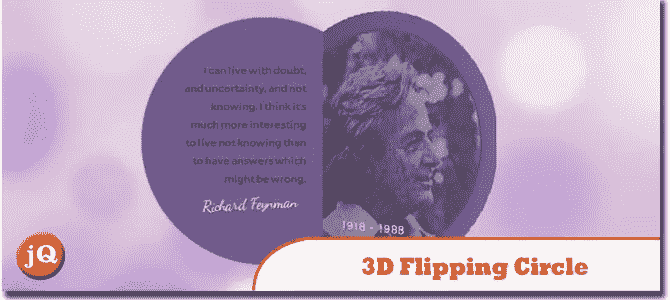 I can live with doubt,
and uncertainty, and not
knowing. I think it's
much more interesting
to live not knowing than
to have answers which
might be wrong.
Richard Feynman
1918 - 1988
jQ
3D Flipping Circle